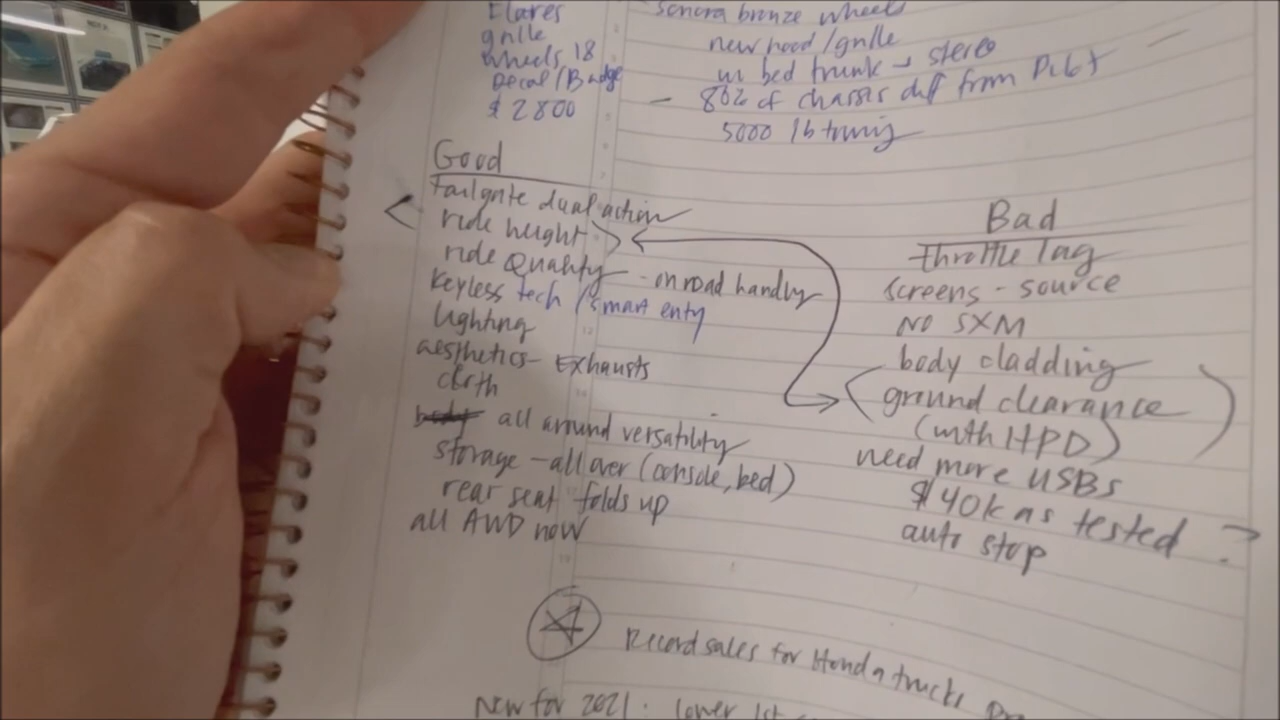 Flares
grille
wheels 18
Decal/Badge
$2800
sonora bronze wheels
new hood/grille
in bed trunk → stereo
- 80% of chassis diff from Pilot
5000 lb towing
Good
tailgate dual action
< ride height >
ride Quality - on road handling
keyless tech / smart entry
lighting
aesthetics - Exhausts
cloth
all around versatility
storage - all over (console, bed)
rear seat folds up
all AWD now
Bad
throttle lag
screens - source
NO SXM
body cladding
(ground clearance
(with HPD))
need more USBs
$40k as tested ?
auto stop
Record sales for Honda trucks
New for 2021. lower 1st